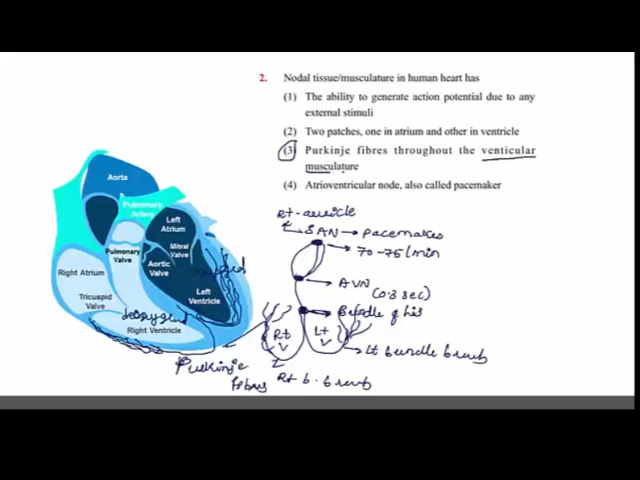 2. Nodal tissue/musculature in human heart has
(1) The ability to generate action potential due to any
external stimuli
(2) Two patches, one in atrium and other in ventricle
(3) Purkinje fibres throughout the venticular
musculature
(4) Atrioventricular node, also called pacemaker
Rt-auricle
SAN → pacemaker
70-75/min
AVN
(0.3 sec)
Bundle of his
Rt
V
Lt
V
Lt bundle branch
Rt b. branch
Aorta
Pulmonary
Artery
Left
Atrium
Pulmonary
Valve
Mitral
Valve
Aortic
Valve
Right Atrium
Left
Ventricle
Tricuspid
Valve
Right Ventricle
Purkinje
fibres